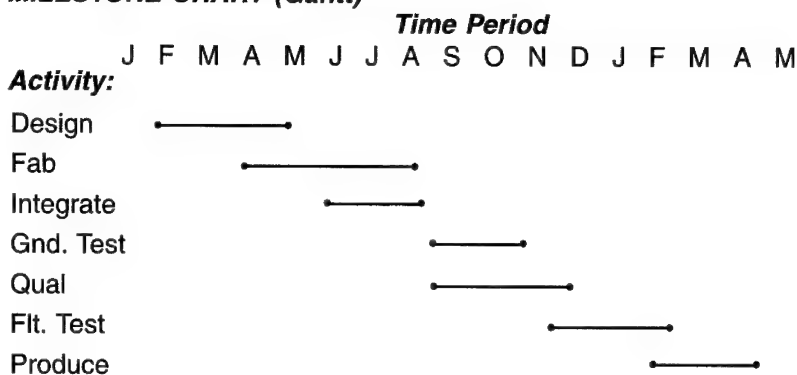 MILESTONE CHART (Gantt)
Time Period
J F M A M J J A S O N D J F M A M
Activity:
Design
Fab
Integrate
Gnd. Test
Qual
Flt. Test
Produce